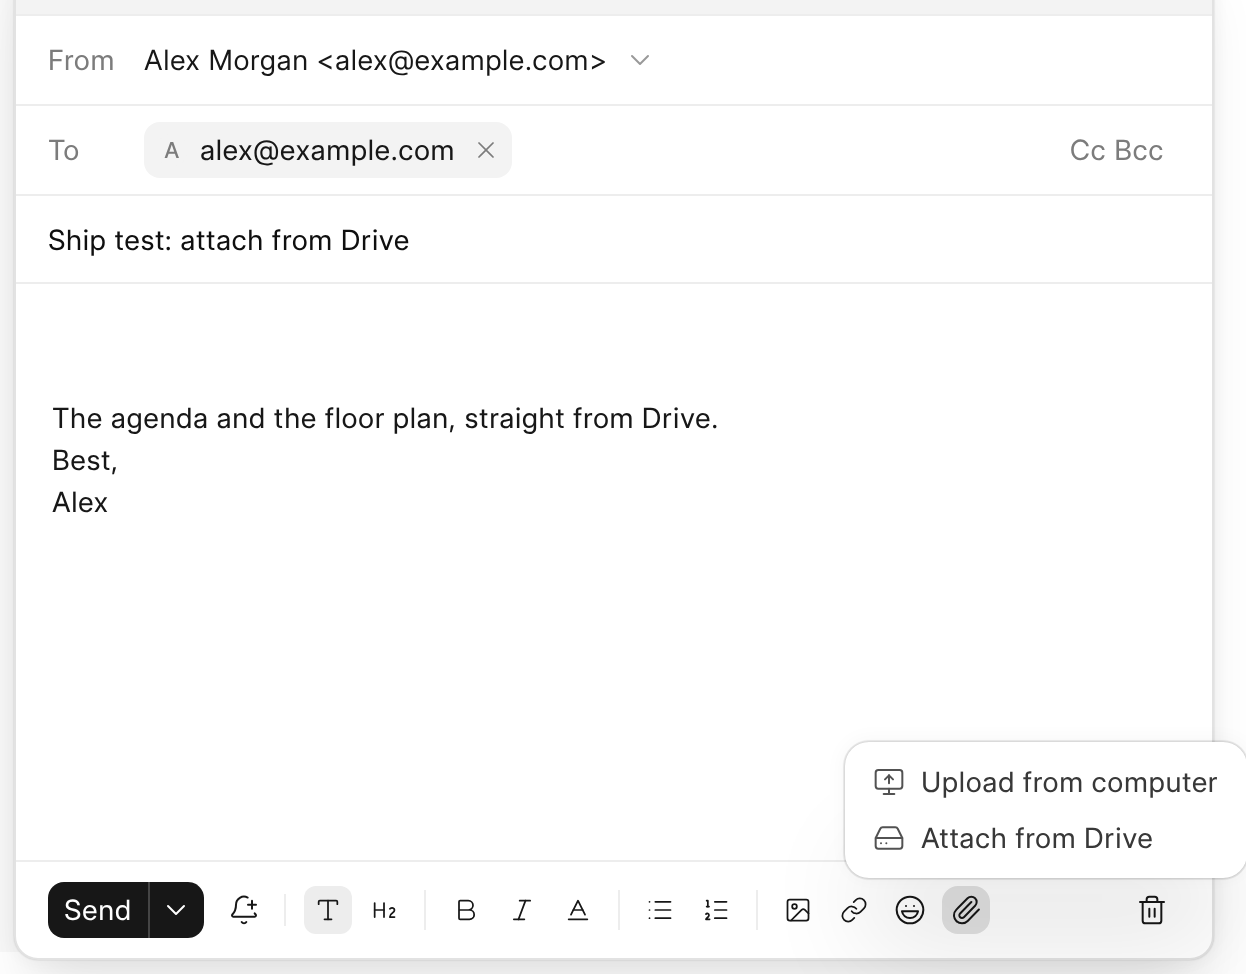 From Alex Morgan <alex@example.com>
To A alex@example.com Cc Bcc
Ship test: attach from Drive
The agenda and the floor plan, straight from Drive.
Best,
Alex
Upload from computer
Attach from Drive
Send T H2 B I A